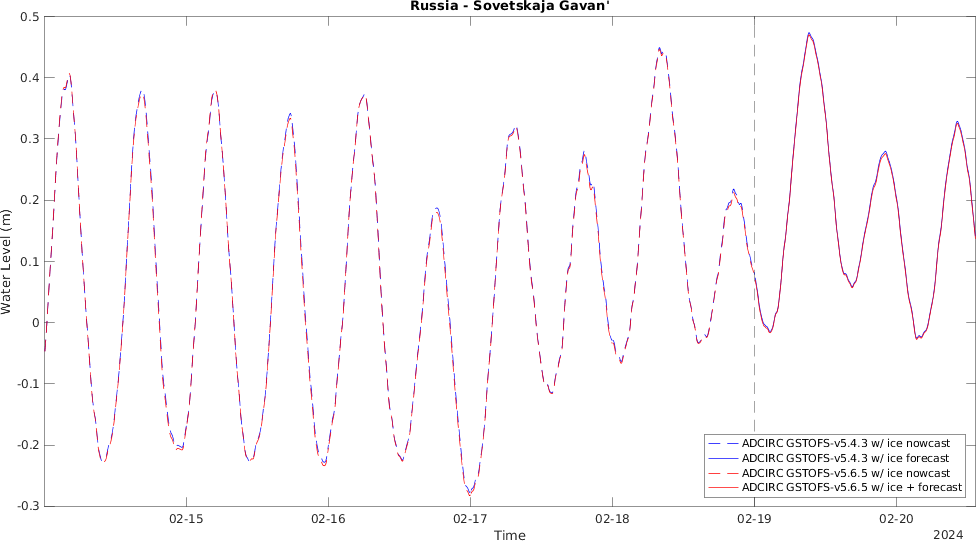 Russia - Sovetskaja Gavan'
0.5
0.4
0.3
0.2
0.1
0
-0.1
-0.2
-0.3
Water Level (m)
ADCIRC GSTOFS-v5.4.3 w/ ice nowcast
ADCIRC GSTOFS-v5.4.3 w/ ice forecast
ADCIRC GSTOFS-v5.6.5 w/ ice nowcast
ADCIRC GSTOFS-v5.6.5 w/ ice + forecast
02-15 02-16 02-17 02-18 02-19 02-20
Time
2024